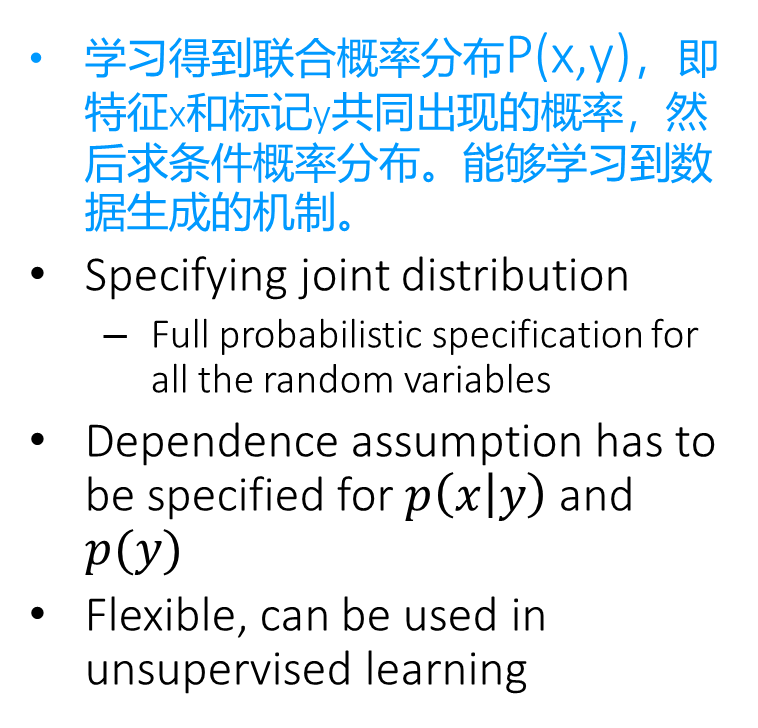 • 学习得到联合概率分布P(x,y)，即
特征x和标记y共同出现的概率，然
后求条件概率分布。能够学习到数
据生成的机制。
• Specifying joint distribution
– Full probabilistic specification for
all the random variables
• Dependence assumption has to
be specified for p(x|y) and
p(y)
• Flexible, can be used in
unsupervised learning